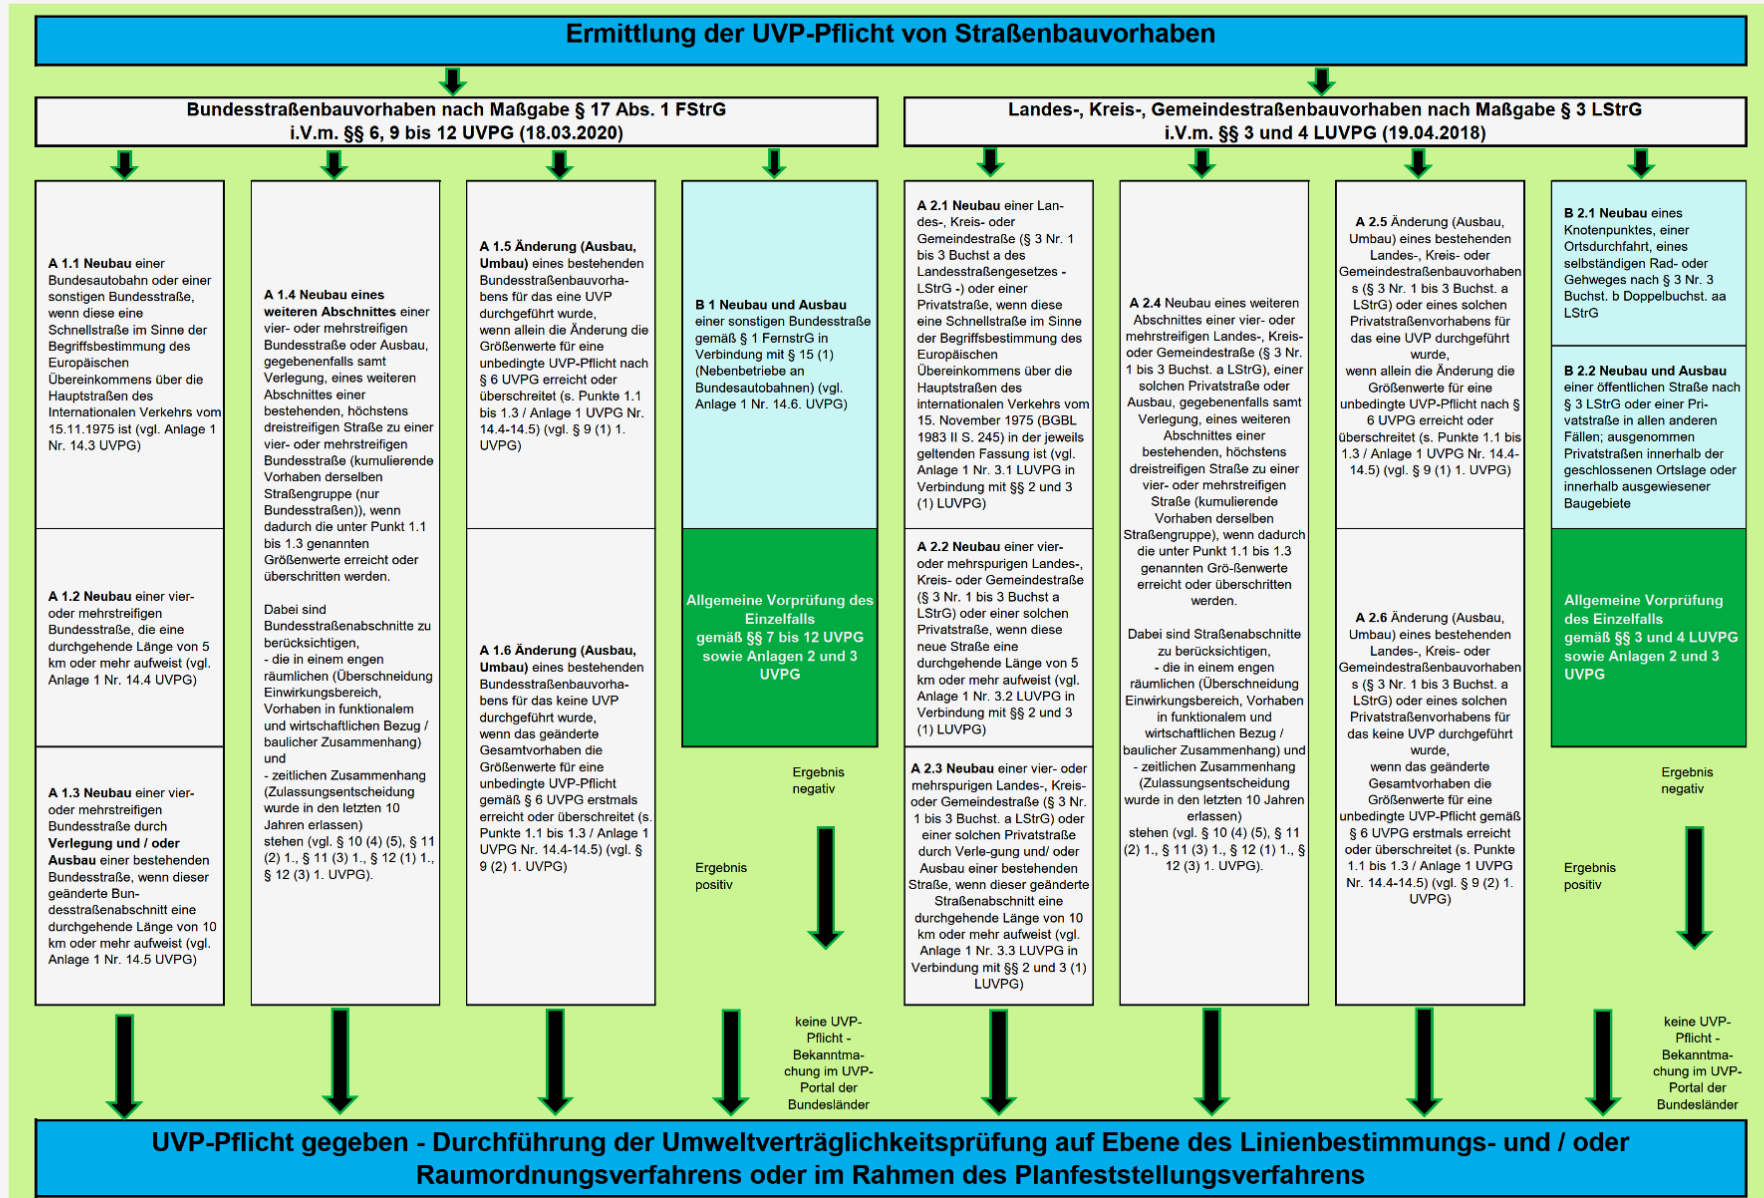 Ermittlung der UVP-Pflicht von Straßenbauvorhaben
Bundesstraßenbauvorhaben nach Maßgabe § 17 Abs. 1 FStrG
i.V.m. §§ 6, 9 bis 12 UVPG (18.03.2020)
Landes-, Kreis-, Gemeindestraßenbauvorhaben nach Maßgabe § 3 LStrG
i.V.m. §§ 3 und 4 LUVPG (19.04.2018)
A 1.1 Neubau einer
Bundesautobahn oder einer
sonstigen Bundesstraße,
wenn diese eine
Schnellstraße im Sinne der
Begriffsbestimmung des
Europäischen
Übereinkommens über die
Hauptstraßen des
Internationalen Verkehrs vom
15.11.1975 ist (vgl. Anlage 1
Nr. 14.3 UVPG)
A 1.2 Neubau einer vier-
oder mehrstreifigen
Bundesstraße, die eine
durchgehende Länge von 5
km oder mehr aufweist (vgl.
Anlage 1 Nr. 14.4 UVPG)
A 1.3 Neubau einer vier-
oder mehrstreifigen
Bundesstraße durch
Verlegung und / oder
Ausbau einer bestehenden
Bundesstraße, wenn dieser
geänderte Bun-
desstraßenabschnitt eine
durchgehende Länge von 10
km oder mehr aufweist (vgl.
Anlage 1 Nr. 14.5 UVPG)
A 1.4 Neubau eines
weiteren Abschnittes einer
vier- oder mehrstreifigen
Bundesstraße oder Ausbau,
gegebenenfalls samt
Verlegung, eines weiteren
Abschnittes einer
bestehenden, höchstens
dreistreifigen Straße zu einer
vier- oder mehrstreifigen
Bundesstraße (kumulierende
Vorhaben derselben
Straßengruppe (nur
Bundesstraßen)), wenn
dadurch die unter Punkt 1.1
bis 1.3 genannten
Größenwerte erreicht oder
überschritten werden.
Dabei sind
Bundesstraßenabschnitte zu
berücksichtigen,
- die in einem engen
räumlichen (Überschneidung
Einwirkungsbereich,
Vorhaben in funktionalem
und wirtschaftlichen Bezug /
baulicher Zusammenhang)
und
- zeitlichen Zusammenhang
(Zulassungsentscheidung
wurde in den letzten 10
Jahren erlassen)
stehen (vgl. § 10 (4) (5), § 11
(2) 1., § 11 (3) 1., § 12 (1) 1.,
§ 12 (3) 1. UVPG).
A 1.5 Änderung (Ausbau,
Umbau) eines bestehenden
Bundesstraßenbauvorha-
bens für das eine UVP
durchgeführt wurde,
wenn allein die Änderung die
Größenwerte für eine
unbedingte UVP-Pflicht nach
§ 6 UVPG erreicht oder
überschreitet (s. Punkte 1.1
bis 1.3 / Anlage 1 UVPG Nr.
14.4-14.5) (vgl. § 9 (1) 1.
UVPG)
A 1.6 Änderung (Ausbau,
Umbau) eines bestehenden
Bundesstraßenbauvorha-
bens für das keine UVP
durchgeführt wurde,
wenn das geänderte
Gesamtvorhaben die
Größenwerte für eine
unbedingte UVP-Pflicht
gemäß § 6 UVPG erstmals
erreicht oder überschreitet (s.
Punkte 1.1 bis 1.3 / Anlage 1
UVPG Nr. 14.4-14.5) (vgl. §
9 (2) 1. UVPG)
B 1 Neubau und Ausbau
einer sonstigen Bundesstraße
gemäß § 1 FernstrG in
Verbindung mit § 15 (1)
(Nebenbetriebe an
Bundesautobahnen) (vgl.
Anlage 1 Nr. 14.6. UVPG)
Allgemeine Vorprüfung des
Einzelfalls
gemäß §§ 7 bis 12 UVPG
sowie Anlagen 2 und 3
UVPG
Ergebnis
negativ
Ergebnis
positiv
keine UVP-
Pflicht -
Bekanntma-
chung im UVP-
Portal der
Bundesländer
A 2.1 Neubau einer Lan-
des-, Kreis- oder
Gemeindestraße (§ 3 Nr. 1
bis 3 Buchst a des
Landesstraßengesetzes -
LStrG -) oder einer
Privatstraße, wenn diese
eine Schnellstraße im Sinne
der Begriffsbestimmung des
Europäischen
Übereinkommens über die
Hauptstraßen des
internationalen Verkehrs vom
15. November 1975 (BGBL
1983 II S. 245) in der jeweils
geltenden Fassung ist (vgl.
Anlage 1 Nr. 3.1 LUVPG in
Verbindung mit §§ 2 und 3
(1) LUVPG)
A 2.2 Neubau einer vier-
oder mehrspurigen Landes-,
Kreis- oder Gemeindestraße
(§ 3 Nr. 1 bis 3 Buchst a
LStrG) oder einer solchen
Privatstraße, wenn diese
neue Straße eine
durchgehende Länge von 5
km oder mehr aufweist (vgl.
Anlage 1 Nr. 3.2 LUVPG in
Verbindung mit §§ 2 und 3
(1) LUVPG)
A 2.3 Neubau einer vier- oder
mehrspurigen Landes-, Kreis-
oder Gemeindestraße (§ 3 Nr.
1 bis 3 Buchst. a LStrG) oder
einer solchen Privatstraße
durch Verle-gung und/ oder
Ausbau einer bestehenden
Straße, wenn dieser geänderte
Straßenabschnitt eine
durchgehende Länge von 10
km oder mehr aufweist (vgl.
Anlage 1 Nr. 3.3 LUVPG in
Verbindung mit §§ 2 und 3 (1)
LUVPG)
A 2.4 Neubau eines weiteren
Abschnittes einer vier- oder
mehrstreifigen Landes-, Kreis-
oder Gemeindestraße (§ 3 Nr.
1 bis 3 Buchst. a LStrG), einer
solchen Privatstraße oder
Ausbau, gegebenenfalls samt
Verlegung, eines weiteren
Abschnittes einer
bestehenden, höchstens
dreistreifigen Straße zu einer
vier- oder mehrstreifigen
Straße (kumulierende
Vorhaben derselben
Straßengruppe), wenn dadurch
die unter Punkt 1.1 bis 1.3
genannten Grö-ßenwerte
erreicht oder überschritten
werden.
Dabei sind Straßenabschnitte
zu berücksichtigen,
- die in einem engen
räumlichen (Überschneidung
Einwirkungsbereich, Vorhaben
in funktionalem und
wirtschaftlichen Bezug /
baulicher Zusammenhang) und
- zeitlichen Zusammenhang
(Zulassungsentscheidung
wurde in den letzten 10 Jahren
erlassen)
stehen (vgl. § 10 (4) (5), § 11
(2) 1., § 11 (3) 1., § 12 (1) 1., §
12 (3) 1. UVPG).
A 2.5 Änderung (Ausbau,
Umbau) eines bestehenden
Landes-, Kreis- oder
Gemeindestraßenbauvorhaben
s (§ 3 Nr. 1 bis 3 Buchst. a
LStrG) oder eines solchen
Privatstraßenvorhabens für
das eine UVP durchgeführt
wurde,
wenn allein die Änderung die
Größenwerte für eine
unbedingte UVP-Pflicht nach §
6 UVPG erreicht oder
überschreitet (s. Punkte 1.1 bis
1.3 / Anlage 1 UVPG Nr. 14.4-
14.5) (vgl. § 9 (1) 1. UVPG)
A 2.6 Änderung (Ausbau,
Umbau) eines bestehenden
Landes-, Kreis- oder
Gemeindestraßenbauvorhaben
s (§ 3 Nr. 1 bis 3 Buchst. a
LStrG) oder eines solchen
Privatstraßenvorhabens für
das keine UVP durchgeführt
wurde,
wenn das geänderte
Gesamtvorhaben die
Größenwerte für eine
unbedingte UVP-Pflicht gemäß
§ 6 UVPG erstmals erreicht
oder überschreitet (s. Punkte
1.1 bis 1.3 / Anlage 1 UVPG
Nr. 14.4-14.5) (vgl. § 9 (2) 1.
UVPG)
B 2.1 Neubau eines
Knotenpunktes, einer
Ortsdurchfahrt, eines
selbständigen Rad- oder
Gehweges nach § 3 Nr. 3
Buchst. b Doppelbuchst. aa
LStrG
B 2.2 Neubau und Ausbau
einer öffentlichen Straße nach
§ 3 LStrG oder einer Pri-
vatstraße in allen anderen
Fällen; ausgenommen
Privatstraßen innerhalb der
geschlossenen Ortslage oder
innerhalb ausgewiesener
Baugebiete
Allgemeine Vorprüfung
des Einzelfalls
gemäß §§ 3 und 4 LUVPG
sowie Anlagen 2 und 3
UVPG
Ergebnis
negativ
Ergebnis
positiv
keine UVP-
Pflicht -
Bekanntma-
chung im UVP-
Portal der
Bundesländer
UVP-Pflicht gegeben - Durchführung der Umweltverträglichkeitsprüfung auf Ebene des Linienbestimmungs- und / oder
Raumordnungsverfahrens oder im Rahmen des Planfeststellungsverfahrens